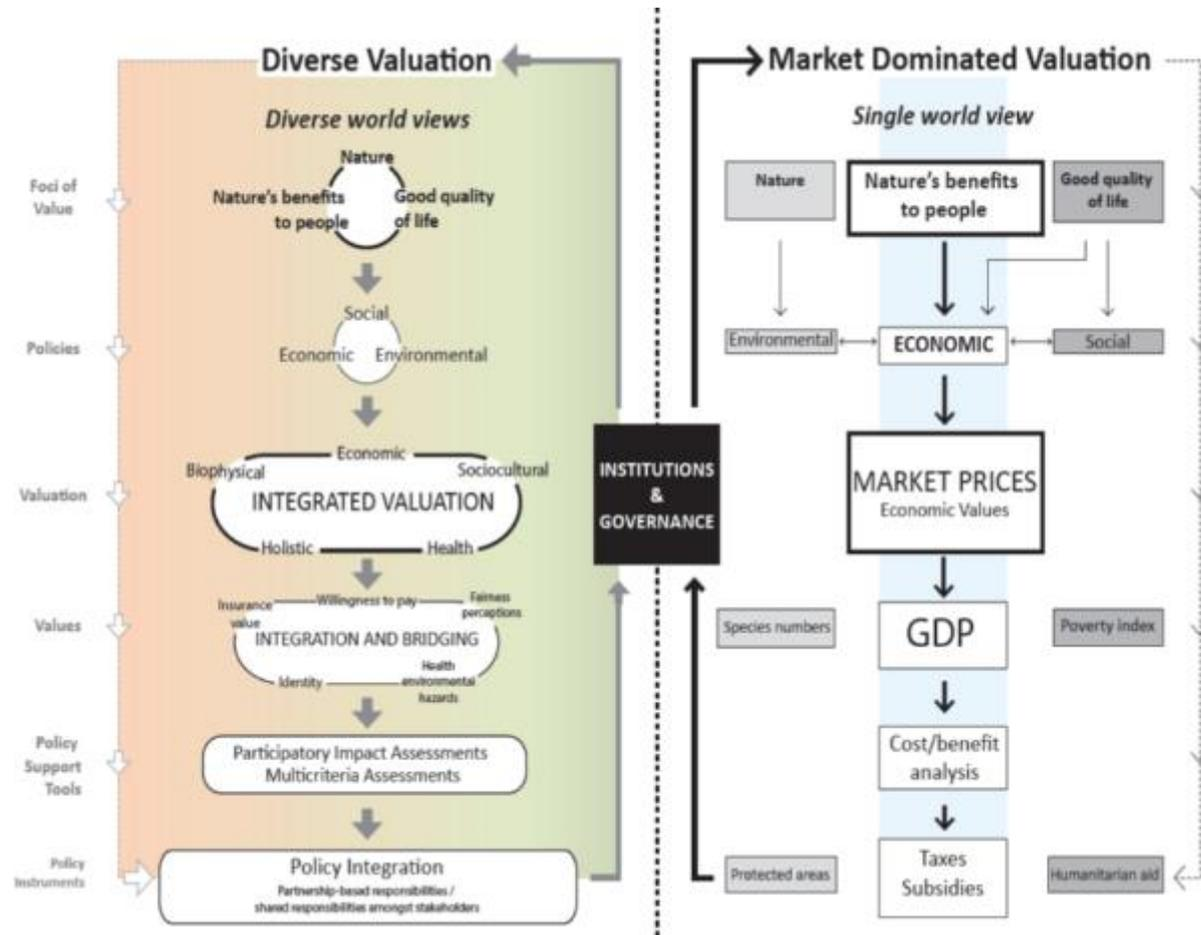 Diverse Valuation
Diverse world views
Foci of
Value
Nature
Nature's benefits
to people
Good quality
of life
Policies
Social
Economic
Environmental
Valuation
Economic
Biophysical
Sociocultural
INTEGRATED VALUATION
Holistic
Health
Values
Insurance
value
Willingness to pay
Fairness
perceptions
INTEGRATION AND BRIDGING
Identity
Health
environmental
hazards
Policy
Support
Tools
Participatory Impact Assessments
Multicriteria Assessments
Policy
Instruments
Policy Integration
Partnership-based responsibilities /
shared responsibilities amongst stakeholders
INSTITUTIONS
&
GOVERNANCE
Market Dominated Valuation
Single world view
Nature
Nature's benefits
to people
Good quality
of life
Environmental
ECONOMIC
Social
MARKET PRICES
Economic Values
Species numbers
GDP
Poverty index
Cost/benefit
analysis
Protected areas
Taxes
Subsidies
Humanitarian aid